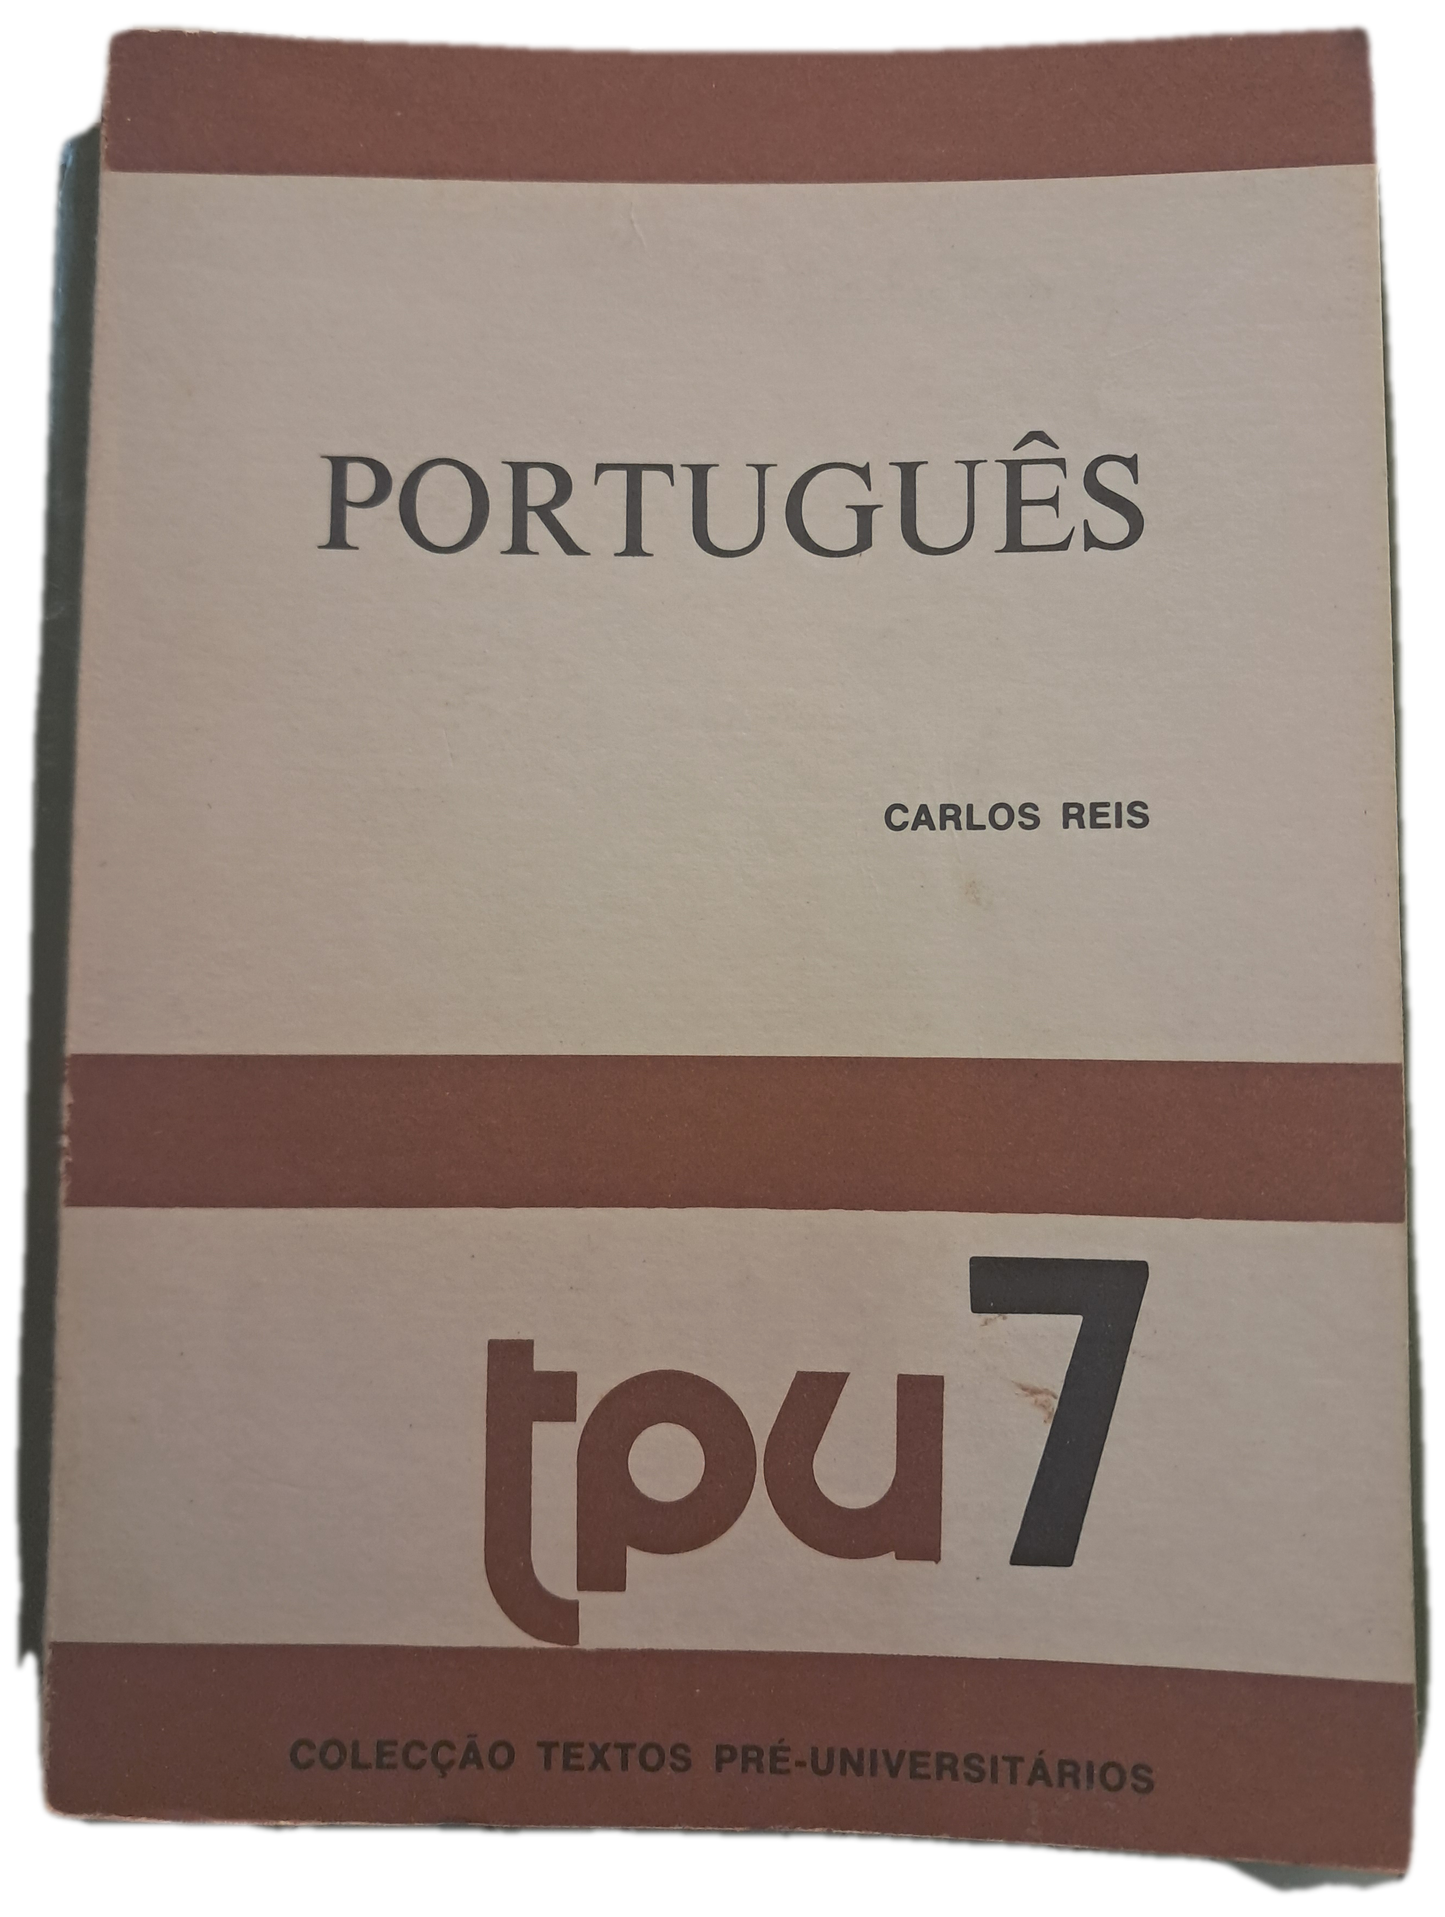 PORTUGUÊS
CARLOS REIS
tpu 7
COLECÇÃO TEXTOS PRÉ-UNIVERSITÁRIOS